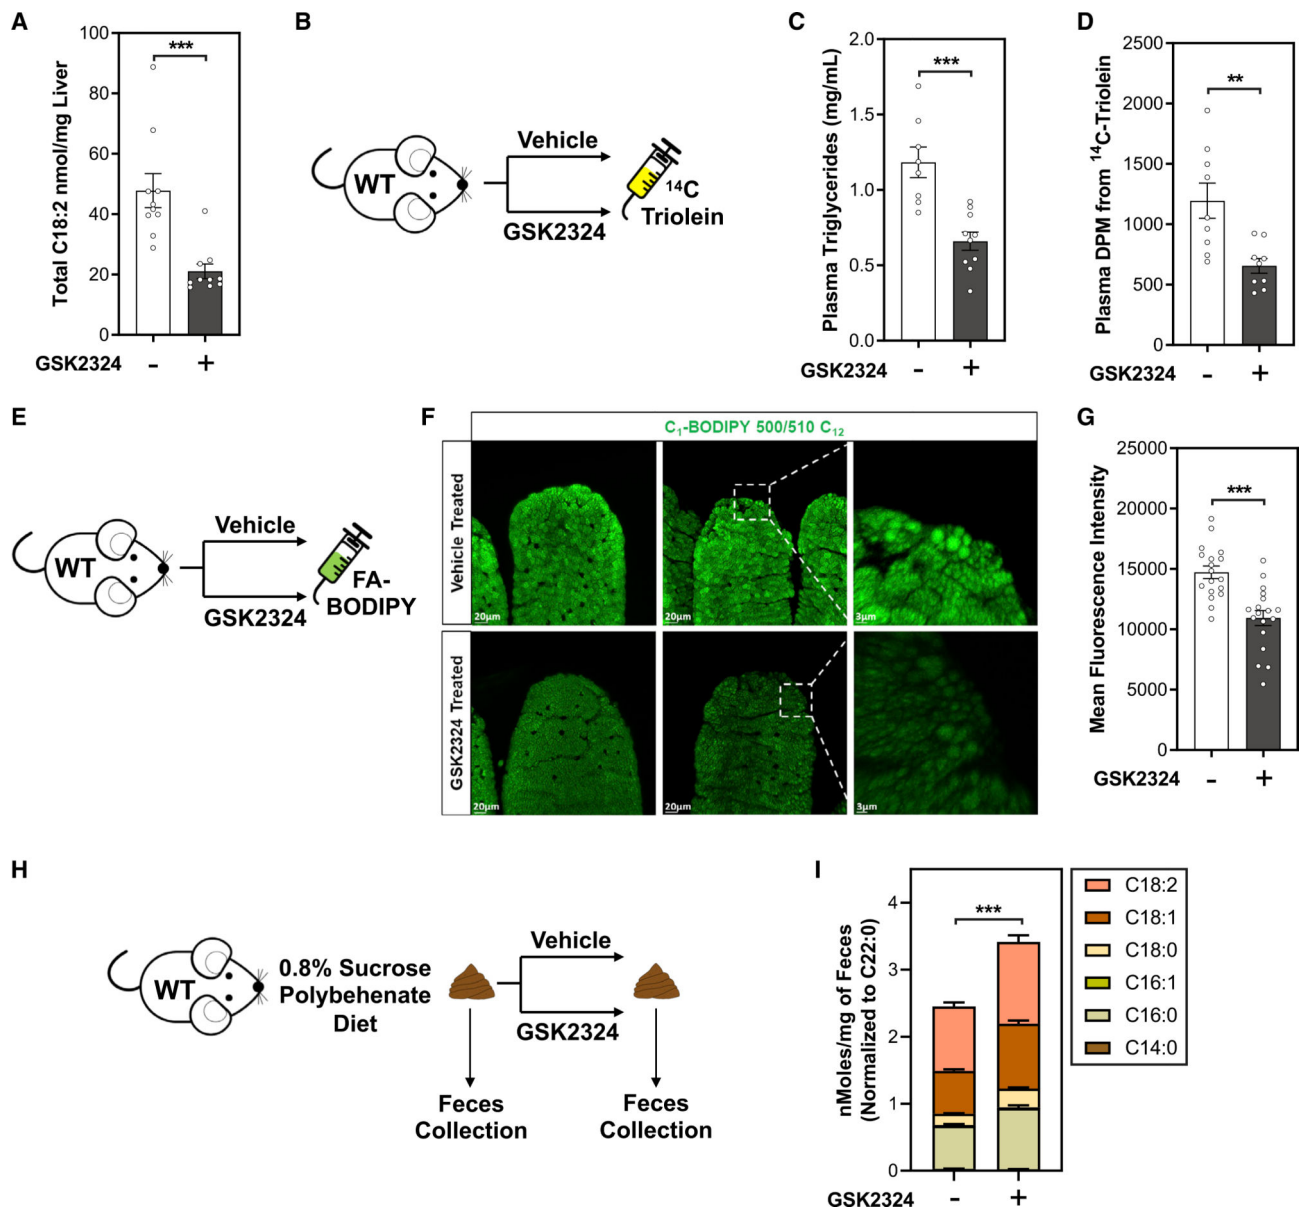 A
Total C18:2 nmol/mg Liver
100
80
60
40
20
0
***
GSK2324
-
+
B
WT
Vehicle
GSK2324
¹⁴C
Triolein
C
Plasma Triglycerides (mg/mL)
2.0
1.5
1.0
0.5
0.0
***
GSK2324
-
+
D
Plasma DPM from ¹⁴C-Triolein
2500
2000
1500
1000
500
0
**
GSK2324
-
+
E
WT
Vehicle
GSK2324
FA-
BODIPY
F
C₁-BODIPY 500/510 C₁₂
Vehicle Treated
20µm
20µm
3µm
GSK2324 Treated
20µm
20µm
3µm
G
Mean Fluorescence Intensity
25000
20000
15000
10000
5000
0
***
GSK2324
-
+
H
WT
0.8% Sucrose
Polybehenate
Diet
Vehicle
GSK2324
Feces
Collection
Feces
Collection
I
nMoles/mg of Feces
(Normalized to C22:0)
4
3
2
1
0
***
GSK2324
-
+
C18:2
C18:1
C18:0
C16:1
C16:0
C14:0